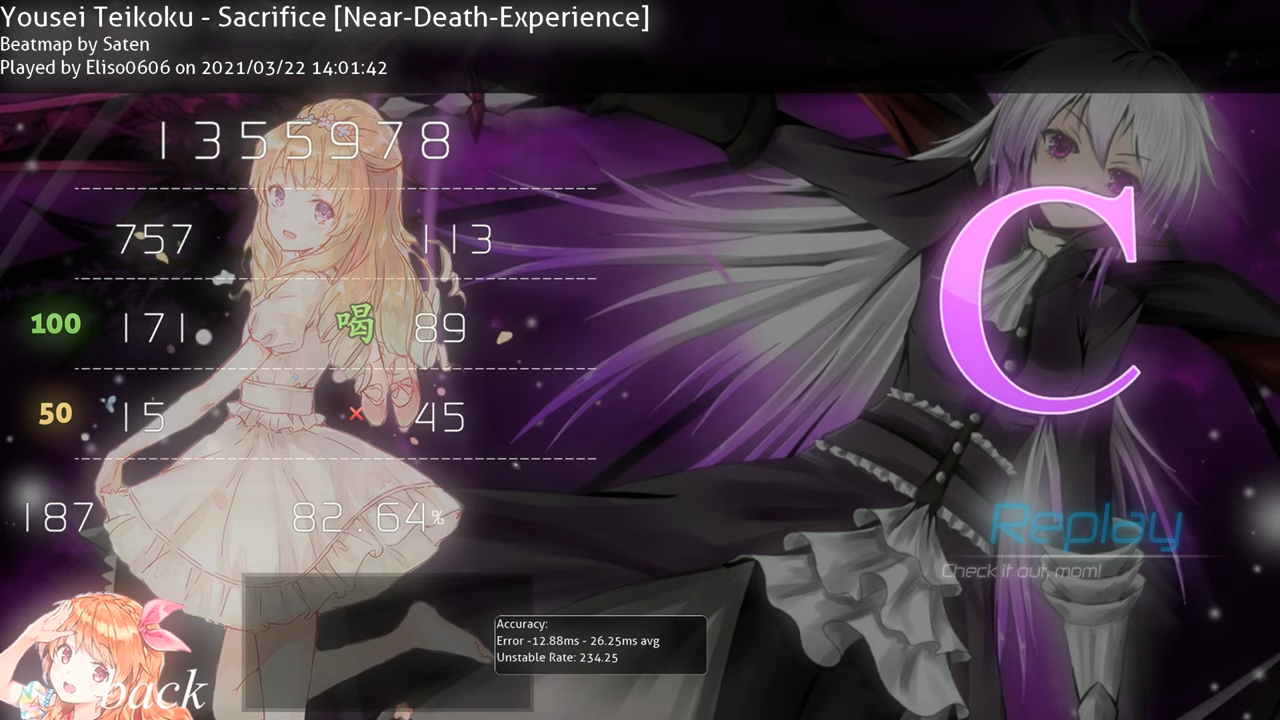 Yousei Teikoku - Sacrifice [Near-Death-Experience]
Beatmap by Saten
Played by Eliso0606 on 2021/03/22 14:01:42
1355978
757 113
100 171 喝 89
50 15 × 45
187 82.64%
C
Replay
Check it out, mom!
Accuracy:
Error -12.88ms - 26.25ms avg
Unstable Rate: 234.25
back